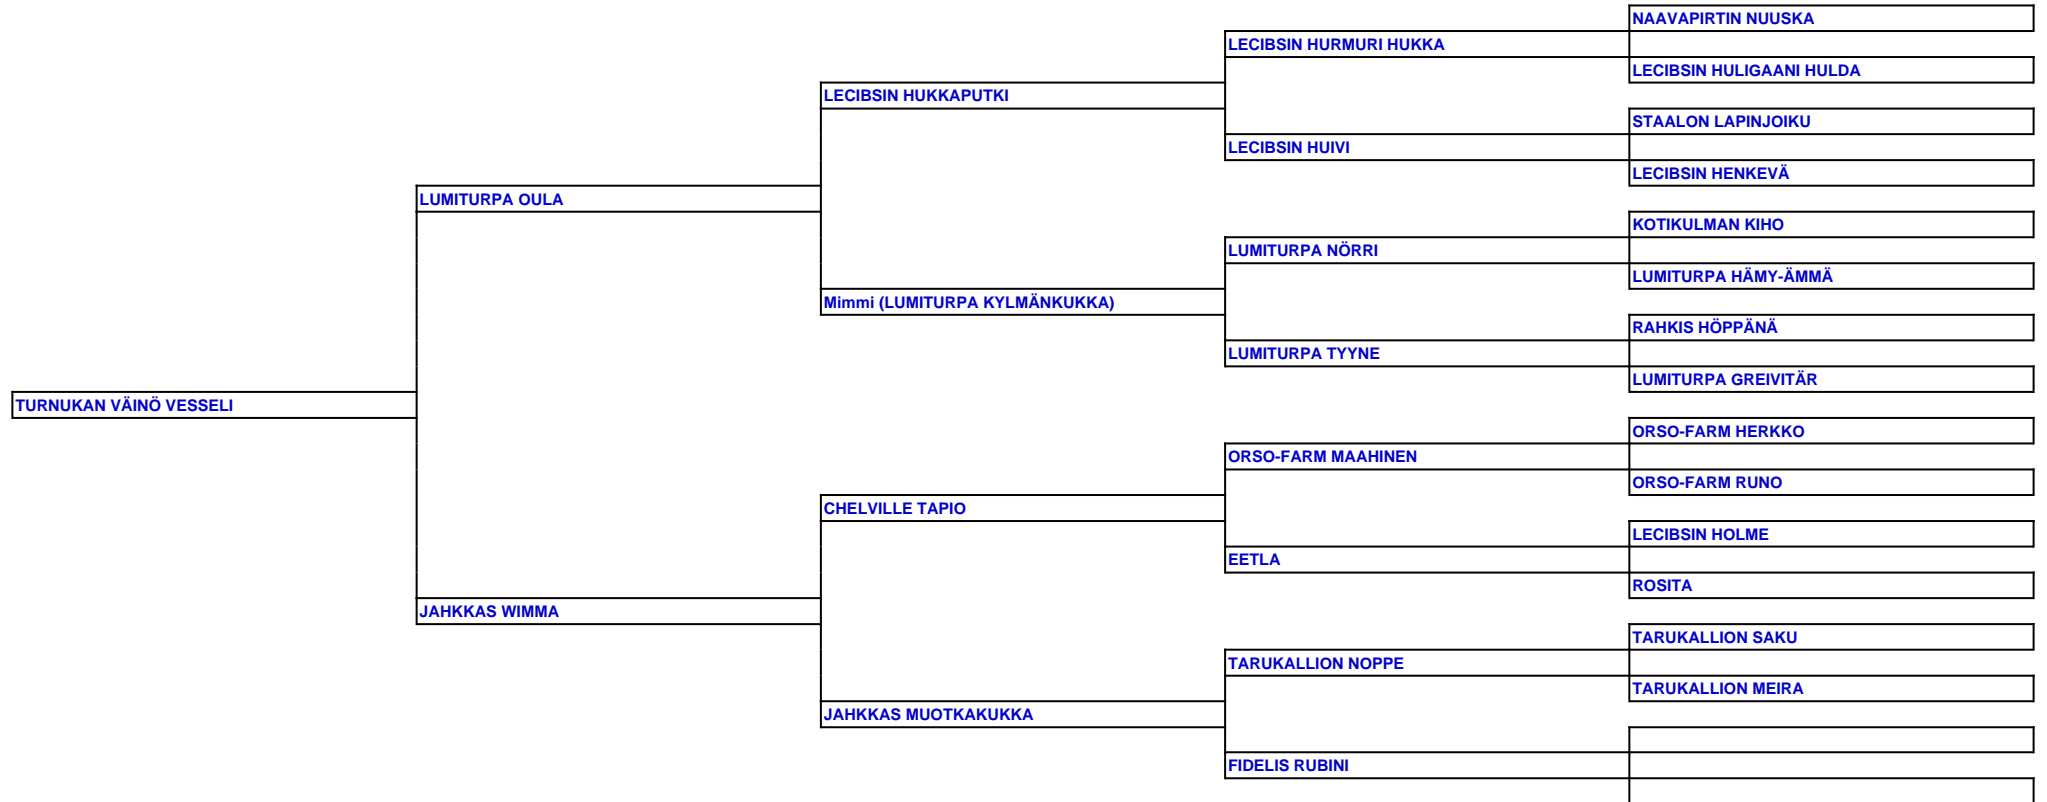 NAAVAPIRTIN NUUSKA
LECIBSIN HURMURI HUKKA
LECIBSIN HULIGAANI HULDA
LECIBSIN HUKKAPUTKI
STAALON LAPINJOIKU
LECIBSIN HUIVI
LECIBSIN HENKEVÄ
LUMITURPA OULA
KOTIKULMAN KIHO
LUMITURPA NÖRRI
LUMITURPA HÄMY-ÄMMÄ
Mimmi (LUMITURPA KYLMÄNKUKKA)
RAHKIS HÖPPÄNÄ
LUMITURPA TYYNE
LUMITURPA GREIVITÄR
TURNUKAN VÄINÖ VESSELI
ORSO-FARM HERKKO
ORSO-FARM MAAHINEN
ORSO-FARM RUNO
CHELVILLE TAPIO
LECIBSIN HOLME
EETLA
ROSITA
JAHKKAS WIMMA
TARUKALLION SAKU
TARUKALLION NOPPE
TARUKALLION MEIRA
JAHKKAS MUOTKAKUKKA
FIDELIS RUBINI